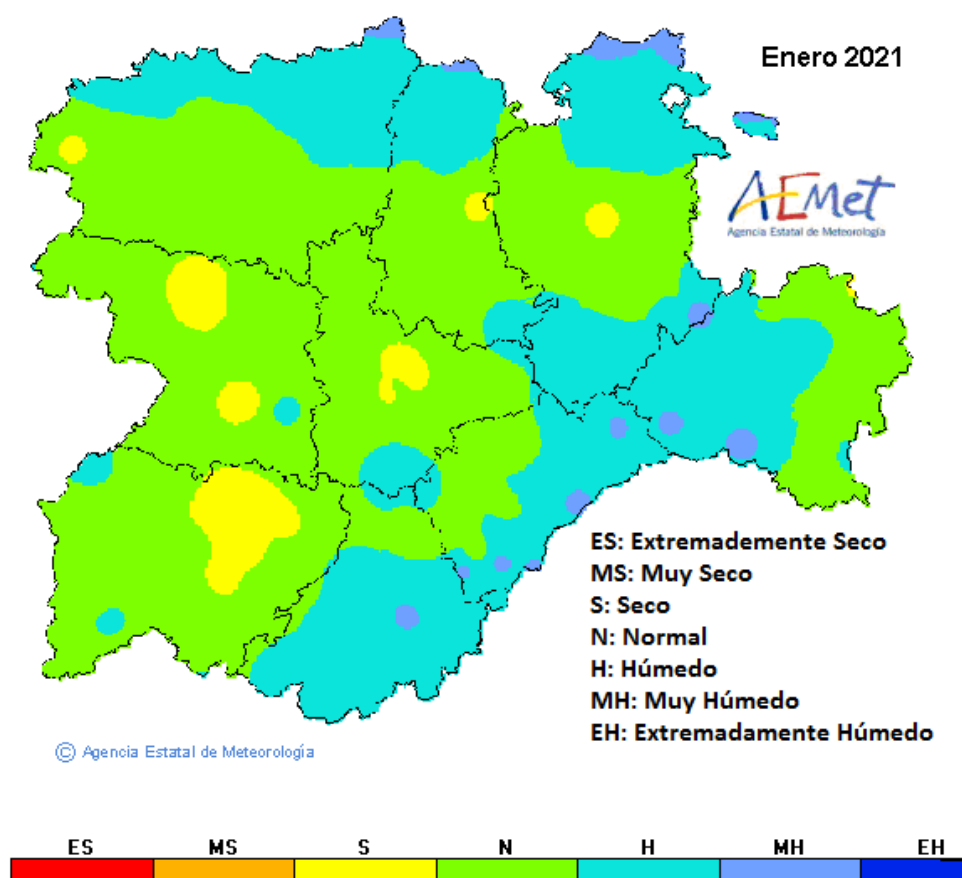 Enero 2021
AEMet
Agencia Estatal de Meteorología
ES: Extremademente Seco
MS: Muy Seco
S: Seco
N: Normal
H: Húmedo
MH: Muy Húmedo
EH: Extremadamente Húmedo
© Agencia Estatal de Meteorología
ES MS S N H MH EH